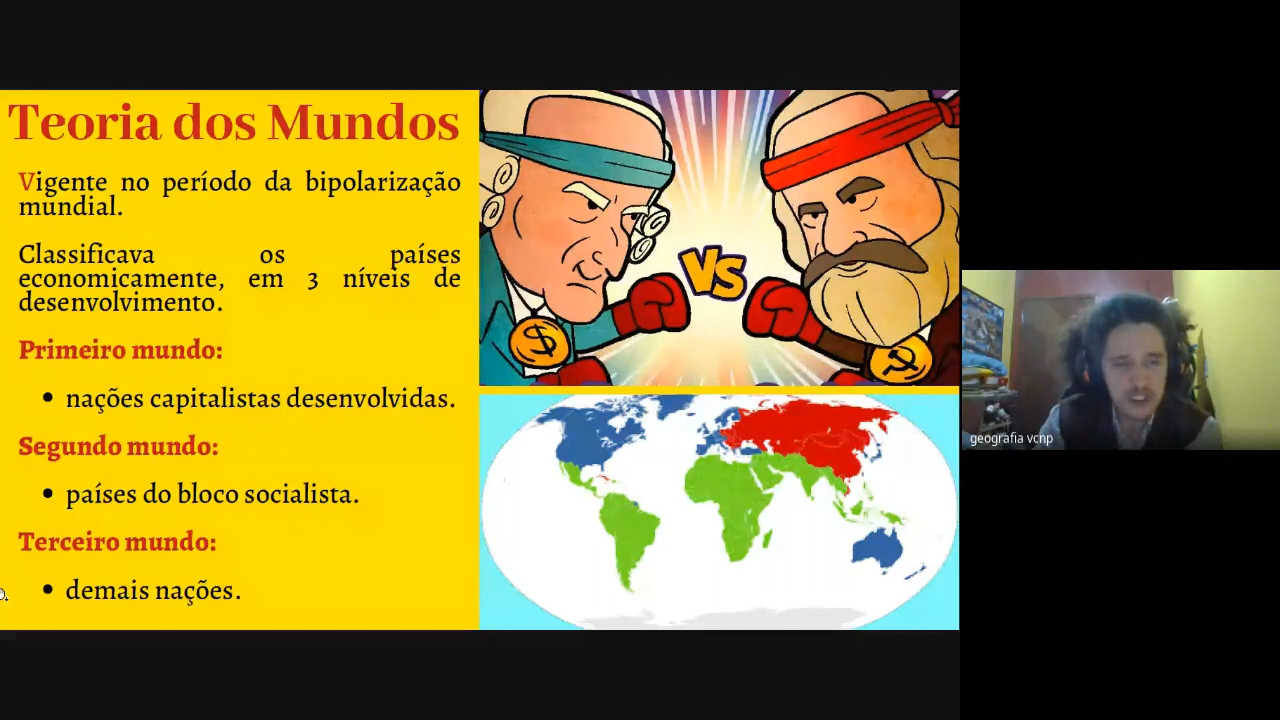 Teoria dos Mundos
Vigente no período da bipolarização
mundial.
Classificava os países
economicamente, em 3 níveis de
desenvolvimento.
Primeiro mundo:
• nações capitalistas desenvolvidas.
Segundo mundo:
• países do bloco socialista.
Terceiro mundo:
• demais nações.
VS
$
geografia vcnp